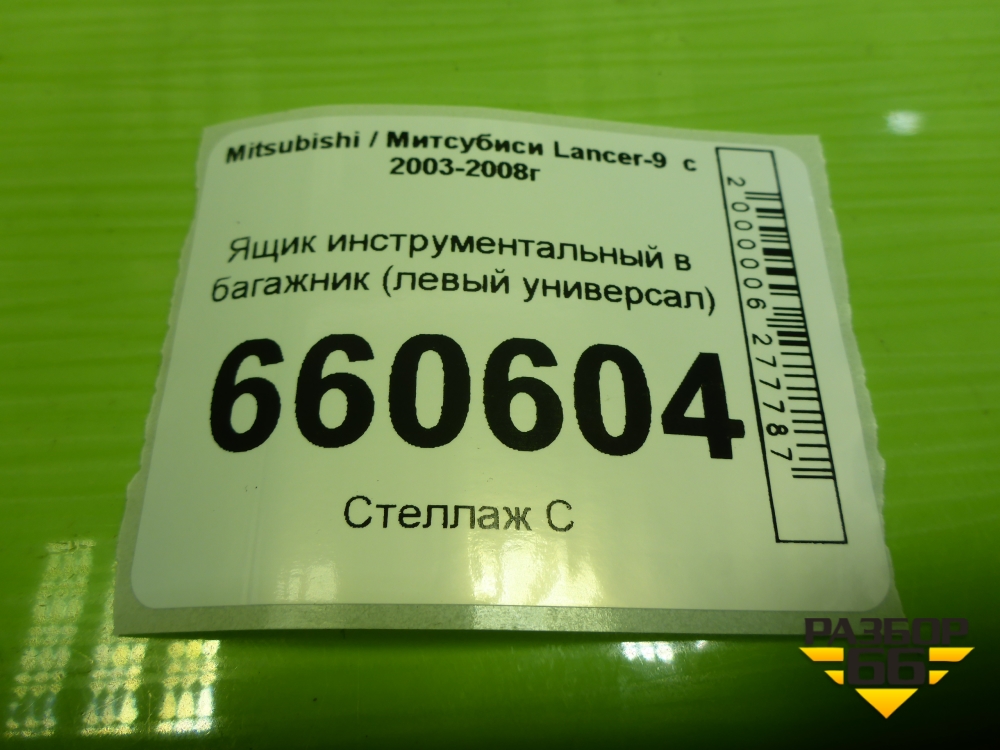 Mitsubishi / Митсубиси Lancer-9 с
2003-2008г
Ящик инструментальный в
багажник (левый универсал)
660604
Стеллаж С
2000006277787
РАЗБОР
66